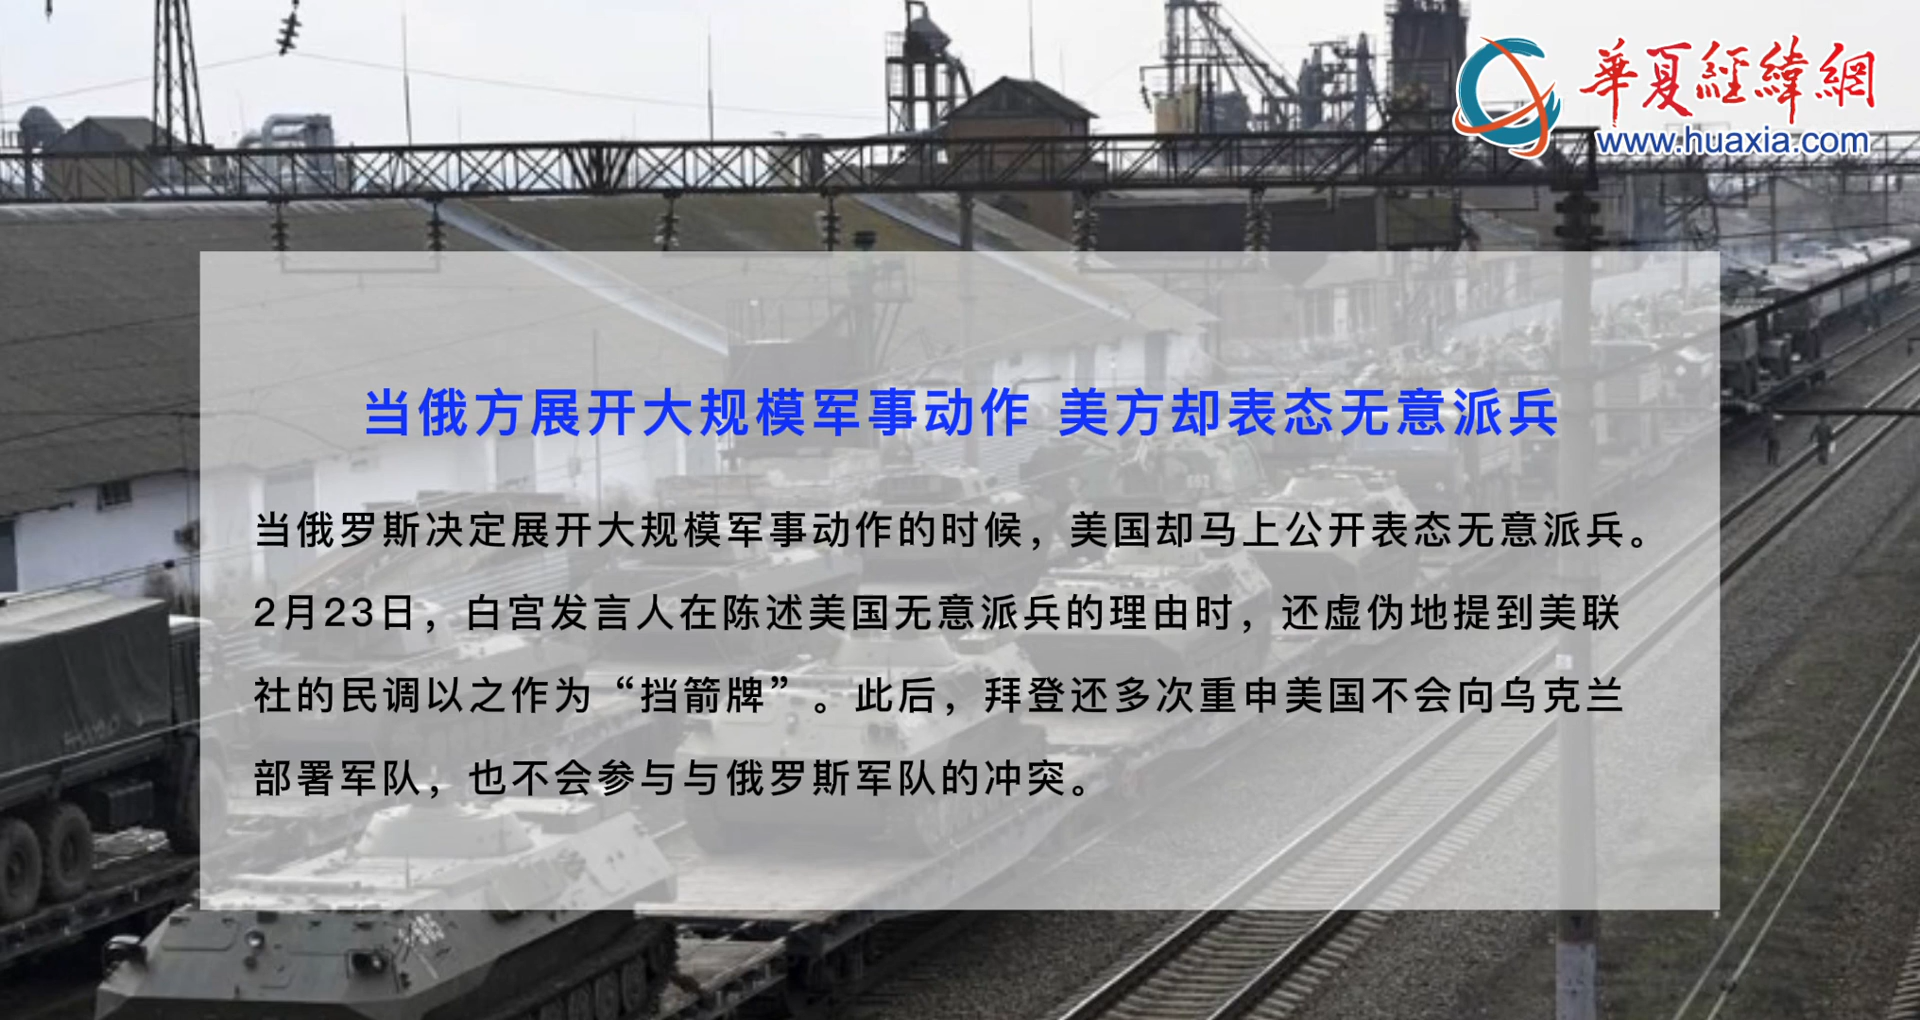 華夏經緯網
www.huaxia.com
当俄方展开大规模军事动作 美方却表态无意派兵
当俄罗斯决定展开大规模军事动作的时候，美国却马上公开表态无意派兵。
2月23日，白宫发言人在陈述美国无意派兵的理由时，还虚伪地提到美联
社的民调以之作为“挡箭牌”。此后，拜登还多次重申美国不会向乌克兰
部署军队，也不会参与与俄罗斯军队的冲突。